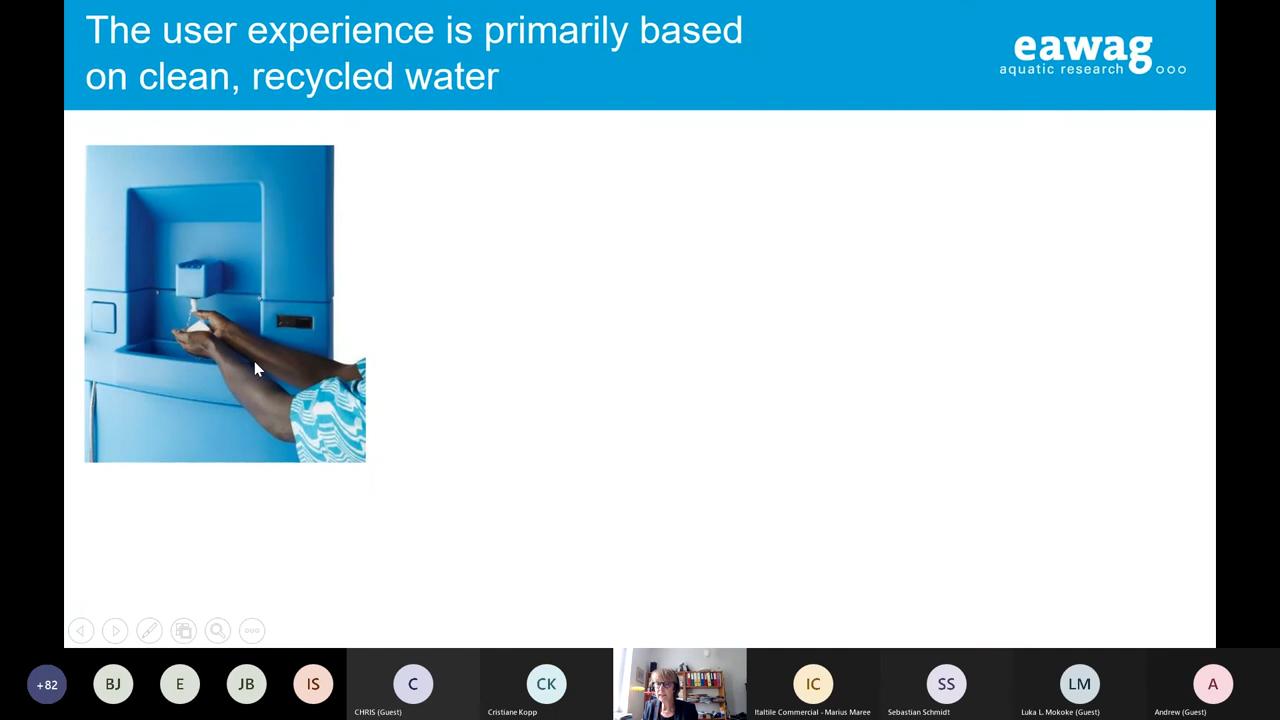 The user experience is primarily based
on clean, recycled water
eawag
aquatic research
+82
BJ
E
JB
IS
C
CHRIS (Guest)
CK
Cristiane Kopp
IC
Italtile Commercial - Marius Maree
SS
Sebastian Schmidt
LM
Luka L. Mokoke (Guest)
A
Andrew (Guest)